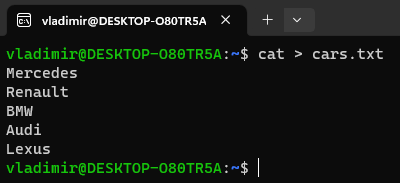 vladimir@DESKTOP-O80TR5A
vladimir@DESKTOP-O80TR5A:~$ cat > cars.txt
Mercedes
Renault
BMW
Audi
Lexus
vladimir@DESKTOP-O80TR5A:~$